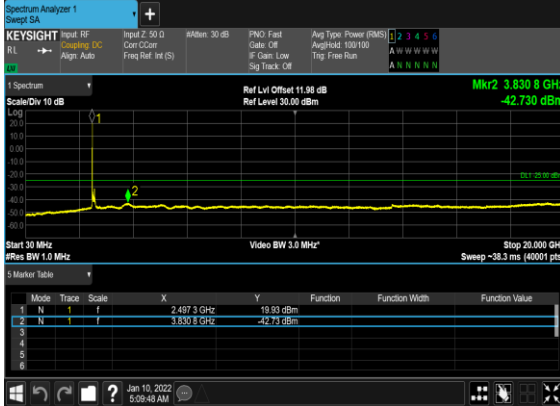 Spectrum Analyzer 1
Swept SA
+
KEYSIGHT
RL
Input: RF
Coupling: DC
Align: Auto
Input Z: 50 Ω
Corr CCorr
Freq Ref: Int (S)
#Atten: 30 dB
PNO: Fast
Gate: Off
IF Gain: Low
Sig Track: Off
Avg Type: Power (RMS)
Avg|Hold: 100/100
Trig: Free Run
1 2 3 4 5 6
A W W W W W
A N N N N N
1 Spectrum
Scale/Div 10 dB
Ref Lvl Offset 11.98 dB
Ref Level 30.00 dBm
Mkr2 3.830 8 GHz
-42.730 dBm
Log
20.0
10.0
0.00
-10.0
-20.0
-30.0
-40.0
-50.0
-60.0
1
2
DL1 25.00 dBm
Start 30 MHz
#Res BW 1.0 MHz
Video BW 3.0 MHz*
Stop 20.000 GH
Sweep ~38.3 ms (40001 pts
5 Marker Table
Mode Trace Scale X Y Function Function Width Function Value
1 N 1 f 2.497 3 GHz 19.93 dBm
2 N 1 f 3.830 8 GHz -42.73 dBm
3
4
5
6
?
Jan 10, 2022
5:09:48 AM